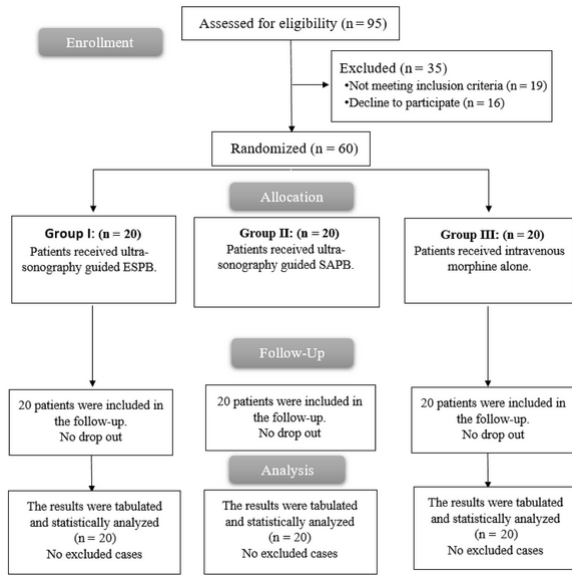 Assessed for eligibility (n = 95)
Enrollment
Excluded (n = 35)
•Not meeting inclusion criteria (n = 19)
•Decline to participate (n = 16)
Randomized (n = 60)
Allocation
Group I: (n = 20)
Patients received ultra-
sonography guided ESPB.
Group II: (n = 20)
Patients received ultra-
sonography guided SAPB.
Group III: (n = 20)
Patients received intravenous
morphine alone.
Follow-Up
20 patients were included in
the follow-up.
No drop out
20 patients were included in
the follow-up.
No drop out
20 patients were included in
the follow-up.
No drop out
Analysis
The results were tabulated
and statistically analyzed
(n = 20)
No excluded cases
The results were tabulated
and statistically analyzed
(n = 20)
No excluded cases
The results were tabulated
and statistically analyzed
(n = 20)
No excluded cases